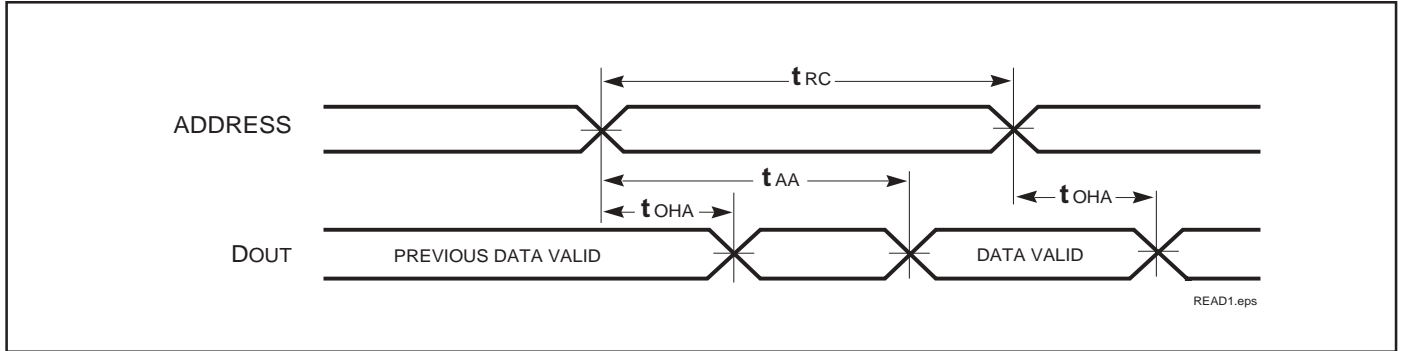 tRC
ADDRESS
tAA
tOHA
tOHA
DOUT
PREVIOUS DATA VALID
DATA VALID
READ1.eps